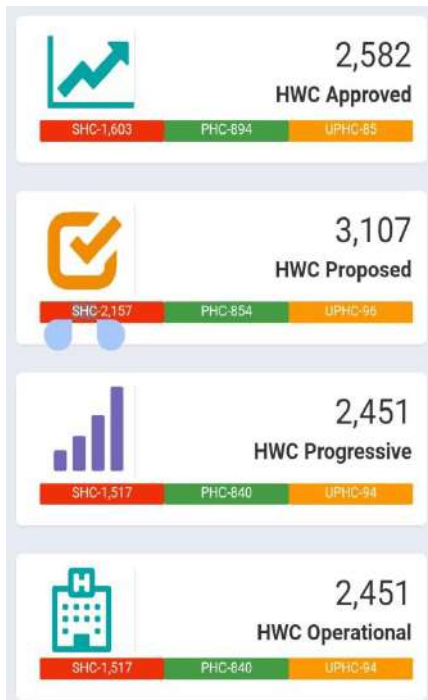 2,582
HWC Approved
SHC-1,603 PHC-894 UPHC-85
3,107
HWC Proposed
SHC-2,157 PHC-854 UPHC-96
2,451
HWC Progressive
SHC-1,517 PHC-840 UPHC-94
H
2,451
HWC Operational
SHC-1,517 PHC-840 UPHC-94